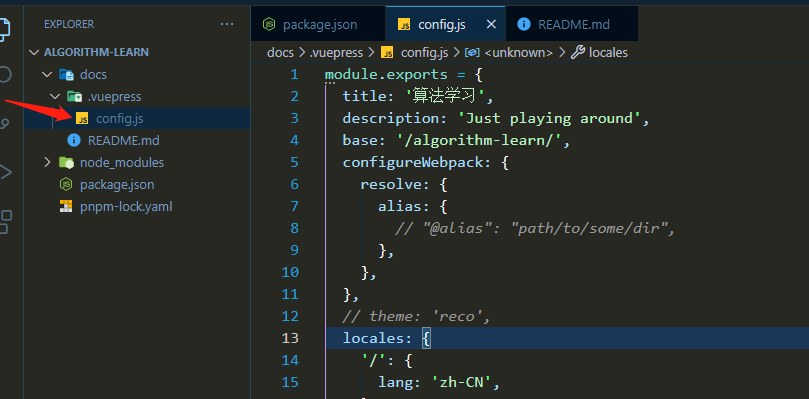 EXPLORER ...
ALGORITHM-LEARN
docs
.vuepress
JS config.js
README.md
node_modules
package.json
pnpm-lock.yaml
package.json JS config.js × README.md
docs > .vuepress > JS config.js > <unknown> > locales
1 module.exports = {
2 title: '算法学习',
3 description: 'Just playing around',
4 base: '/algorithm-learn/',
5 configureWebpack: {
6 resolve: {
7 alias: {
8 // "@alias": "path/to/some/dir",
9 },
10 },
11 },
12 // theme: 'reco',
13 locales: {
14 '/': {
15 lang: 'zh-CN',